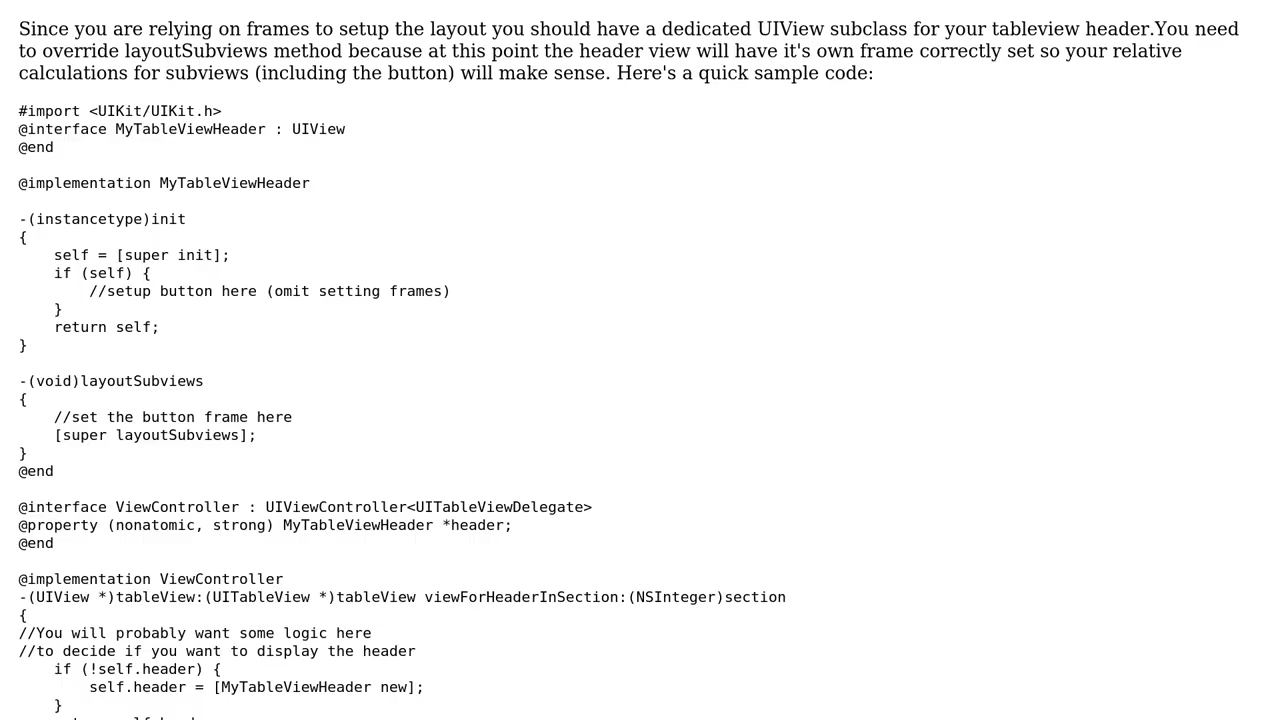 Since you are relying on frames to setup the layout you should have a dedicated UIView subclass for your tableview header.You need
to override layoutSubviews method because at this point the header view will have it's own frame correctly set so your relative
calculations for subviews (including the button) will make sense. Here's a quick sample code:
#import <UIKit/UIKit.h>
@interface MyTableViewHeader : UIView
@end
@implementation MyTableViewHeader
-(instancetype)init
{
    self = [super init];
    if (self) {
        //setup button here (omit setting frames)
    }
    return self;
}
-(void)layoutSubviews
{
    //set the button frame here
    [super layoutSubviews];
}
@end
@interface ViewController : UIViewController<UITableViewDelegate>
@property (nonatomic, strong) MyTableViewHeader *header;
@end
@implementation ViewController
-(UIView *)tableView:(UITableView *)tableView viewForHeaderInSection:(NSInteger)section
{
//You will probably want some logic here
//to decide if you want to display the header
    if (!self.header) {
        self.header = [MyTableViewHeader new];
    }